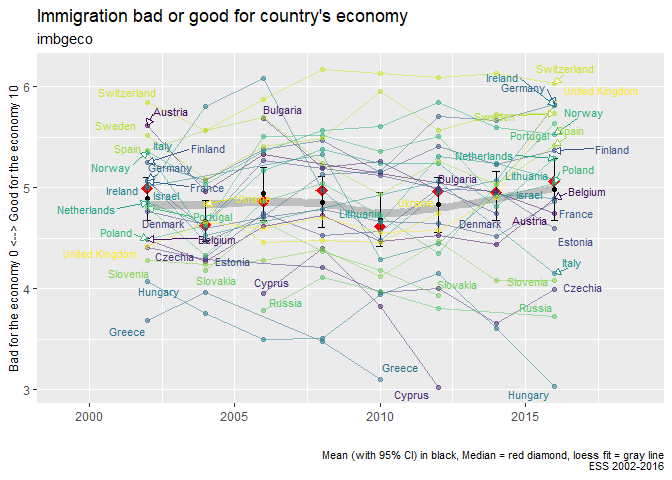 Immigration bad or good for country's economy
imbgeco
Bad for the economy 0 <--> Good for the economy 10
6
5
4
3
Switzerland
Austria
Sweden
Spain
Italy
Finland
Norway
Germany
Ireland
France
Israel
Netherlands
Portugal
Denmark
Poland
Belgium
United Kingdom
Czechia
Estonia
Slovenia
Hungary
Greece
Bulgaria
Cyprus
Russia
Lithuania
Greece
Cyprus
Bulgaria
Slovakia
Ukraine
Denmark
Netherlands
Sweden
Switzerland
Ireland
Germany
United Kingdom
Norway
Portugal
Spain
Finland
Lithuania
Poland
Israel
Belgium
France
Austria
Estonia
Italy
Slovenia
Czechia
Russia
Hungary
2000
2005
2010
2015
Mean (with 95% CI) in black, Median = red diamond, loess fit = gray line
ESS 2002-2016